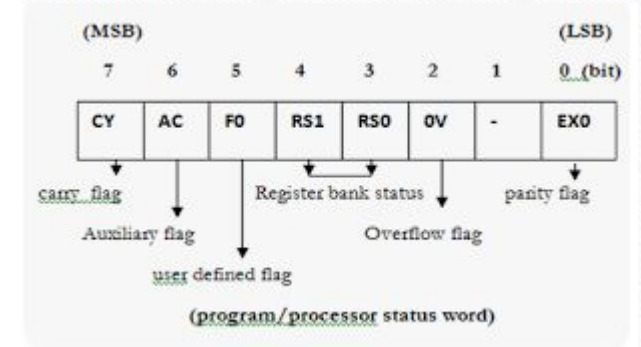 (MSB) (LSB)
7 6 5 4 3 2 1 0 (bit)
CY AC F0 RS1 RS0 0V - EX0
carry flag Register bank status parity flag
Auxiliary flag Overflow flag
user defined flag
(program/processor status word)